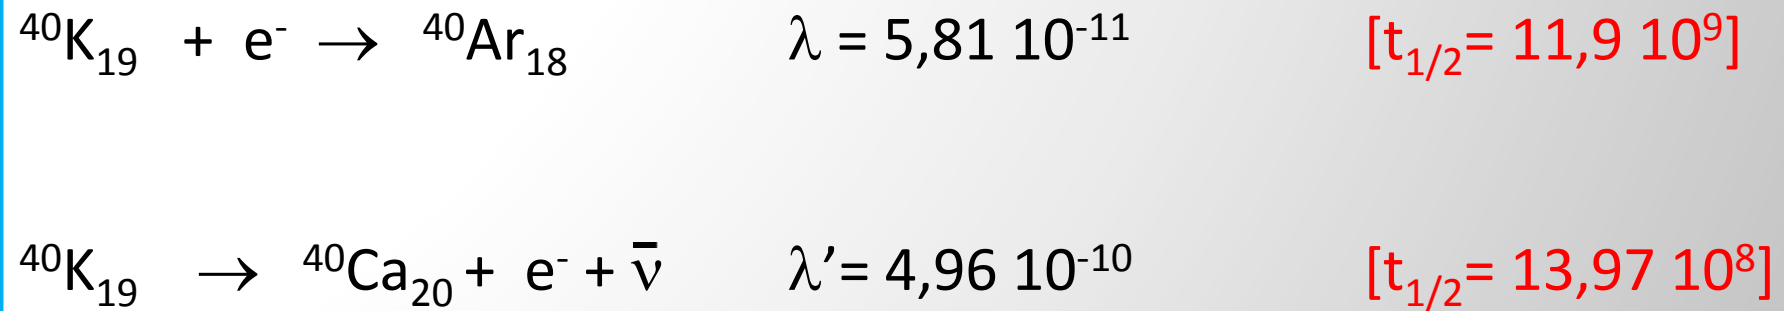 ⁴⁰K₁₉ + e⁻ → ⁴⁰Ar₁₈ λ = 5,81 10⁻¹¹ [t₁/₂= 11,9 10⁹]
⁴⁰K₁₉ → ⁴⁰Ca₂₀ + e⁻ + ν̄ λ’= 4,96 10⁻¹⁰ [t₁/₂= 13,97 10⁸]